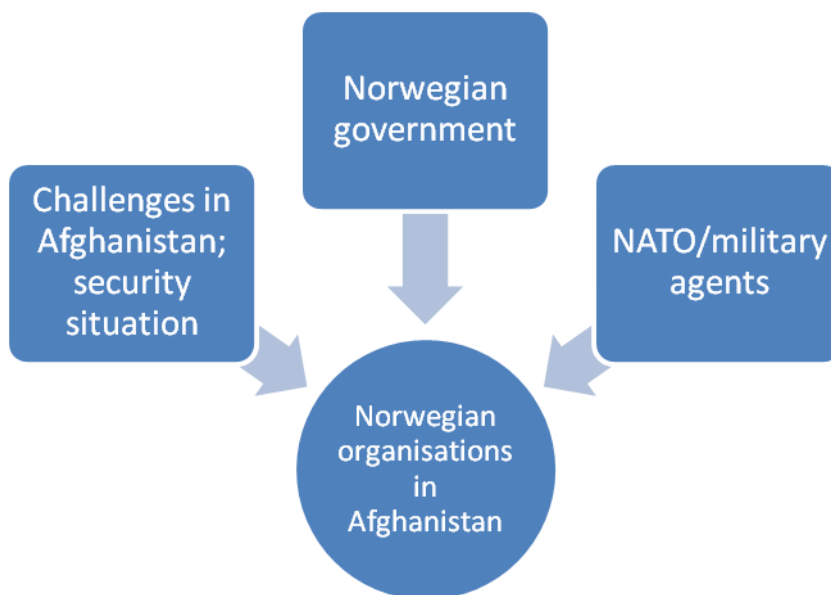 Norwegian
government
Challenges in
Afghanistan;
security
situation
NATO/military
agents
Norwegian
organisations
in
Afghanistan